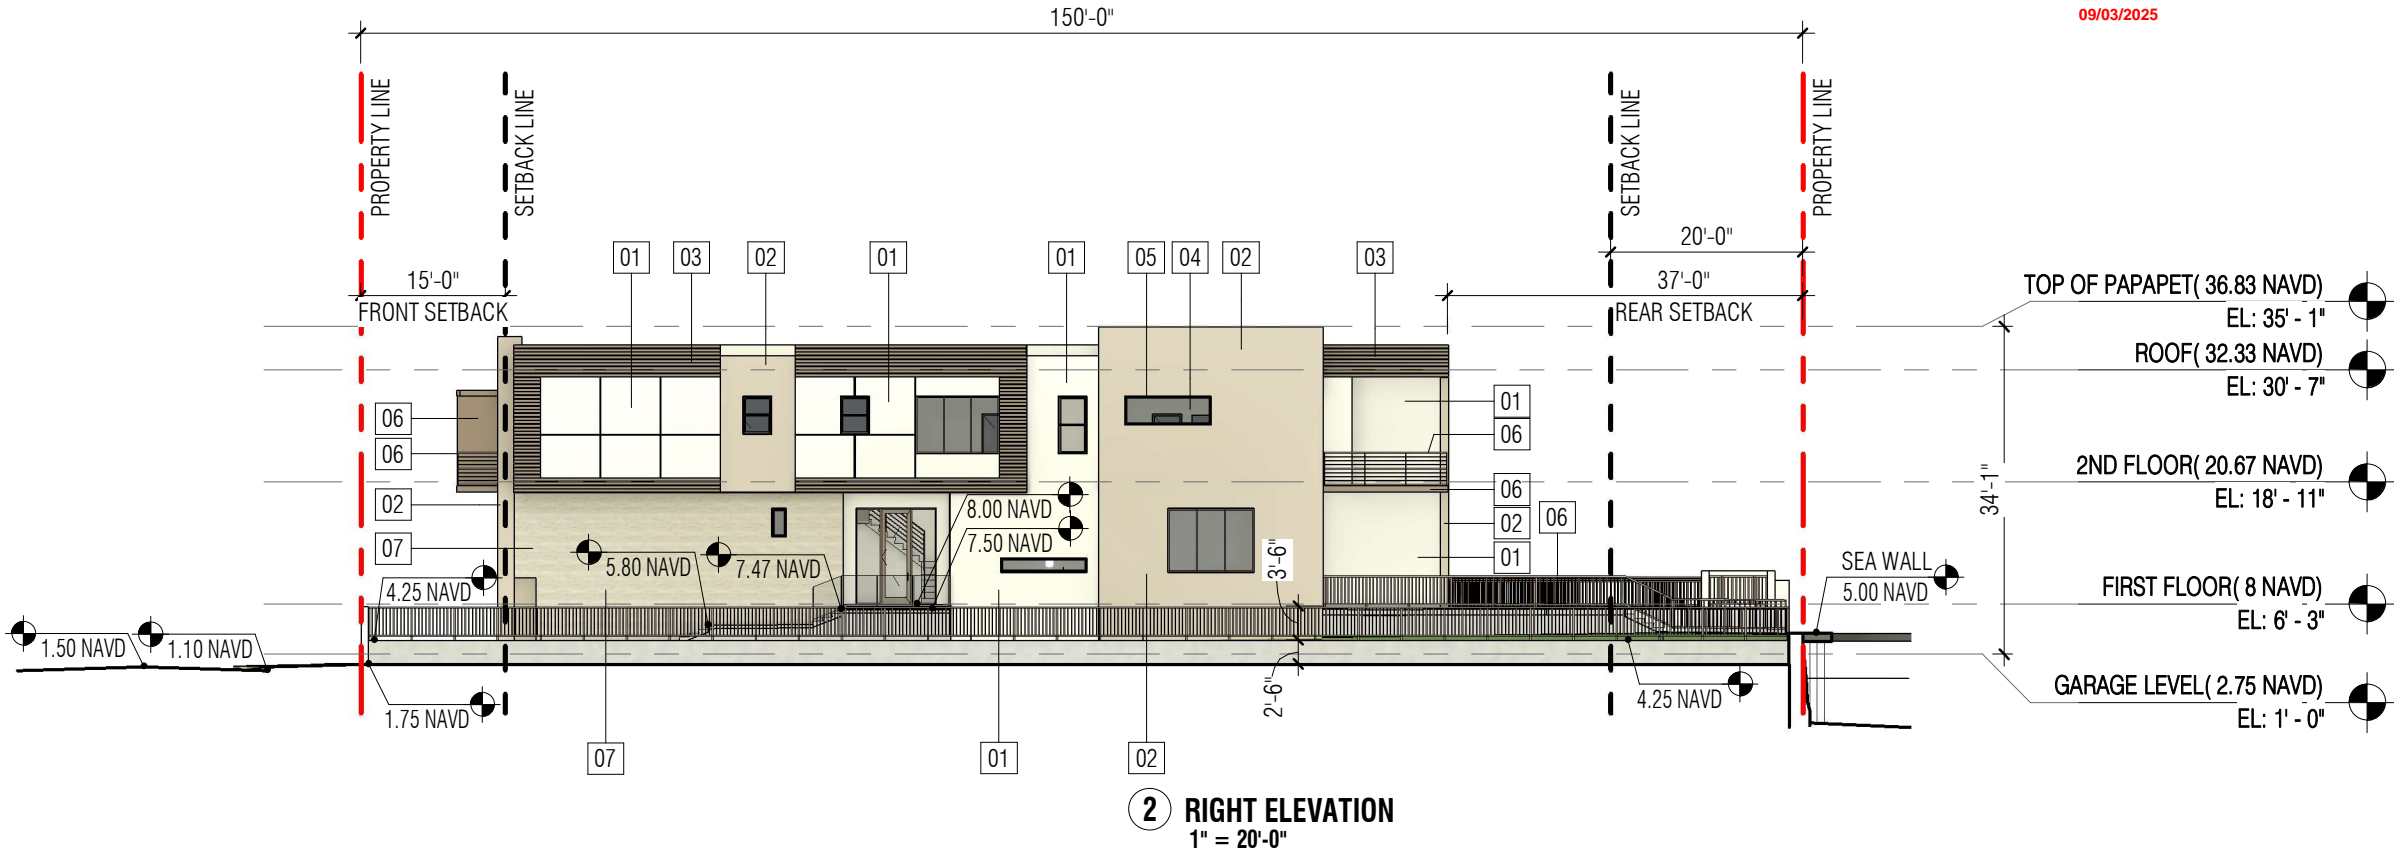 150'-0"
09/03/2025
PROPERTY LINE
SETBACK LINE
SETBACK LINE
PROPERTY LINE
20'-0"
01
03
02
01
01
05
04
02
03
15'-0"
FRONT SETBACK
37'-0"
REAR SETBACK
TOP OF PAPAPET( 36.83 NAVD)
EL: 35' - 1"
ROOF( 32.33 NAVD)
EL: 30' - 7"
2ND FLOOR( 20.67 NAVD)
EL: 18' - 11"
34'-1"
06
06
02
07
01
06
06
02
01
06
8.00 NAVD
7.50 NAVD
5.80 NAVD
7.47 NAVD
4.25 NAVD
3'-6"
SEA WALL
5.00 NAVD
FIRST FLOOR( 8 NAVD)
EL: 6' - 3"
1.50 NAVD
1.10 NAVD
1.75 NAVD
2'-6"
4.25 NAVD
GARAGE LEVEL( 2.75 NAVD)
EL: 1' - 0"
07
01
02
2 RIGHT ELEVATION
1" = 20'-0"